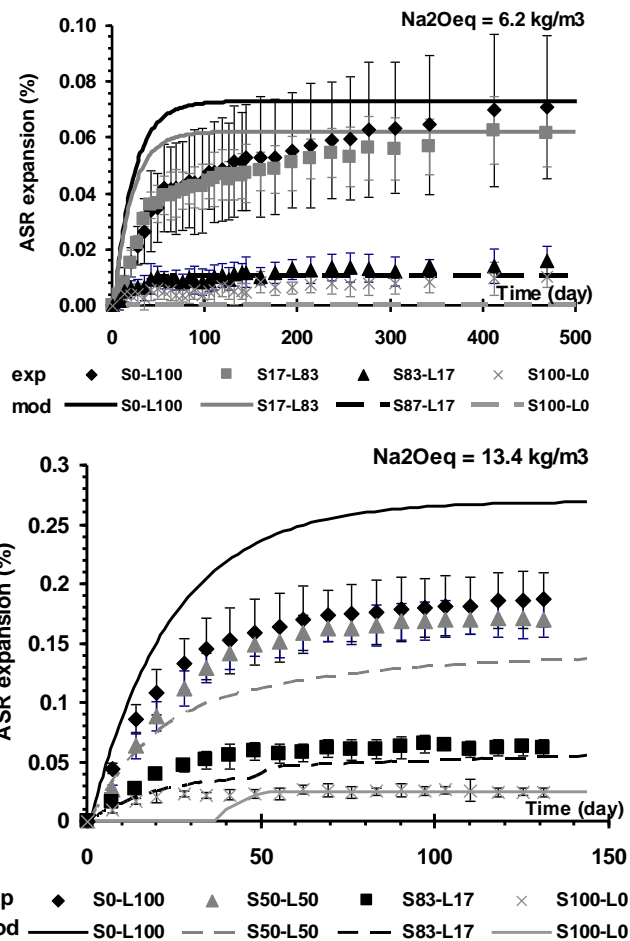 Na2Oeq = 6.2 kg/m3
0.10
0.08
0.06
0.04
0.02
0.00
ASR expansion (%)
Time (day)
0 100 200 300 400 500
exp S0-L100 S17-L83 S83-L17 S100-L0
mod S0-L100 S17-L83 S87-L17 S100-L0
Na2Oeq = 13.4 kg/m3
0.3
0.25
0.2
0.15
0.1
0.05
0
ASR expansion (%)
Time (day)
0 50 100 150
xp S0-L100 S50-L50 S83-L17 S100-L0
od S0-L100 S50-L50 S83-L17 S100-L0